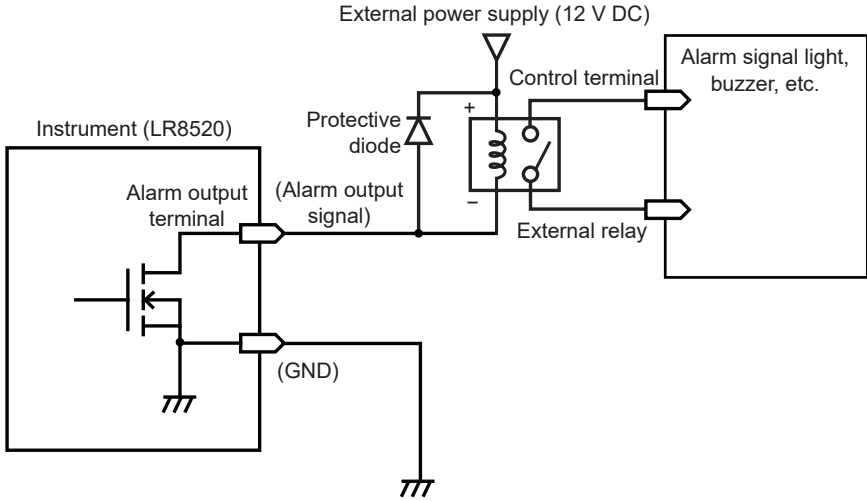 External power supply (12 V DC)
Alarm signal light,
buzzer, etc.
Control terminal
+
Protective
diode
Instrument (LR8520)
Alarm output
terminal
(Alarm output
signal)
−
External relay
(GND)